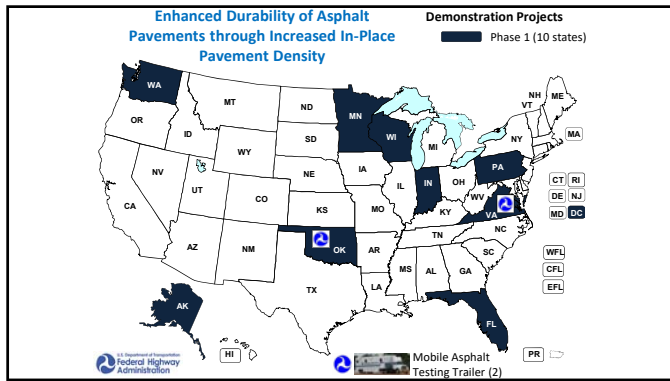 Enhanced Durability of Asphalt
Pavements through Increased In-Place
Pavement Density
Demonstration Projects
Phase 1 (10 states)
WA
MT
ND
MN
OR
ID
SD
WI
WY
MI
NH
VT
ME
NY
MA
NV
UT
NE
IA
IL
IN
OH
PA
CT
RI
DE
NJ
MD
DC
CA
CO
KS
MO
KY
WV
VA
NC
TN
AZ
NM
OK
AR
SC
MS
AL
GA
WFL
CFL
EFL
TX
LA
AK
FL
HI
PR
U.S. Department of Transportation
Federal Highway
Administration
Mobile Asphalt
Testing Trailer (2)